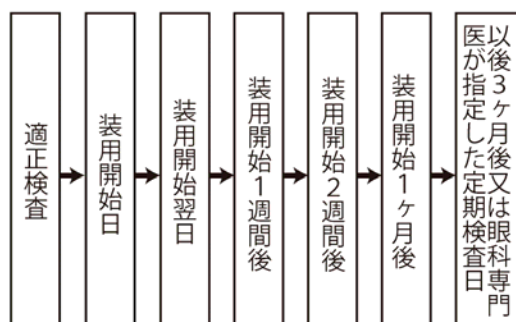 適正検査
装用開始日
装用開始翌日
装用開始1週間後
装用開始2週間後
装用開始1ヶ月後
以後3ヶ月後又は眼科専門
医が指定した定期検査日